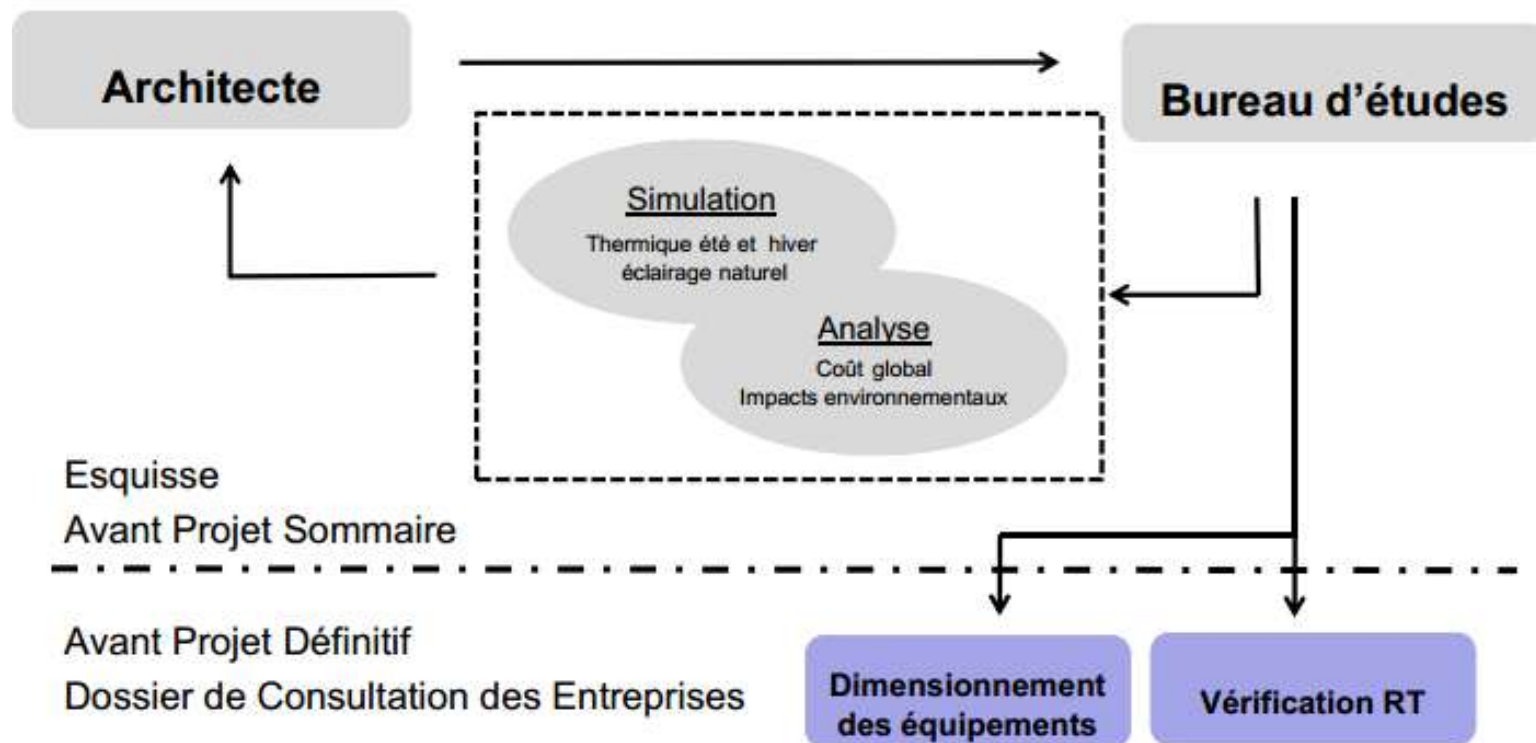 Architecte
Bureau d'études
Simulation
Thermique été et hiver
éclairage naturel
Analyse
Coût global
Impacts environnementaux
Esquisse
Avant Projet Sommaire
Avant Projet Définitif
Dossier de Consultation des Entreprises
Dimensionnement
des équipements
Vérification RT